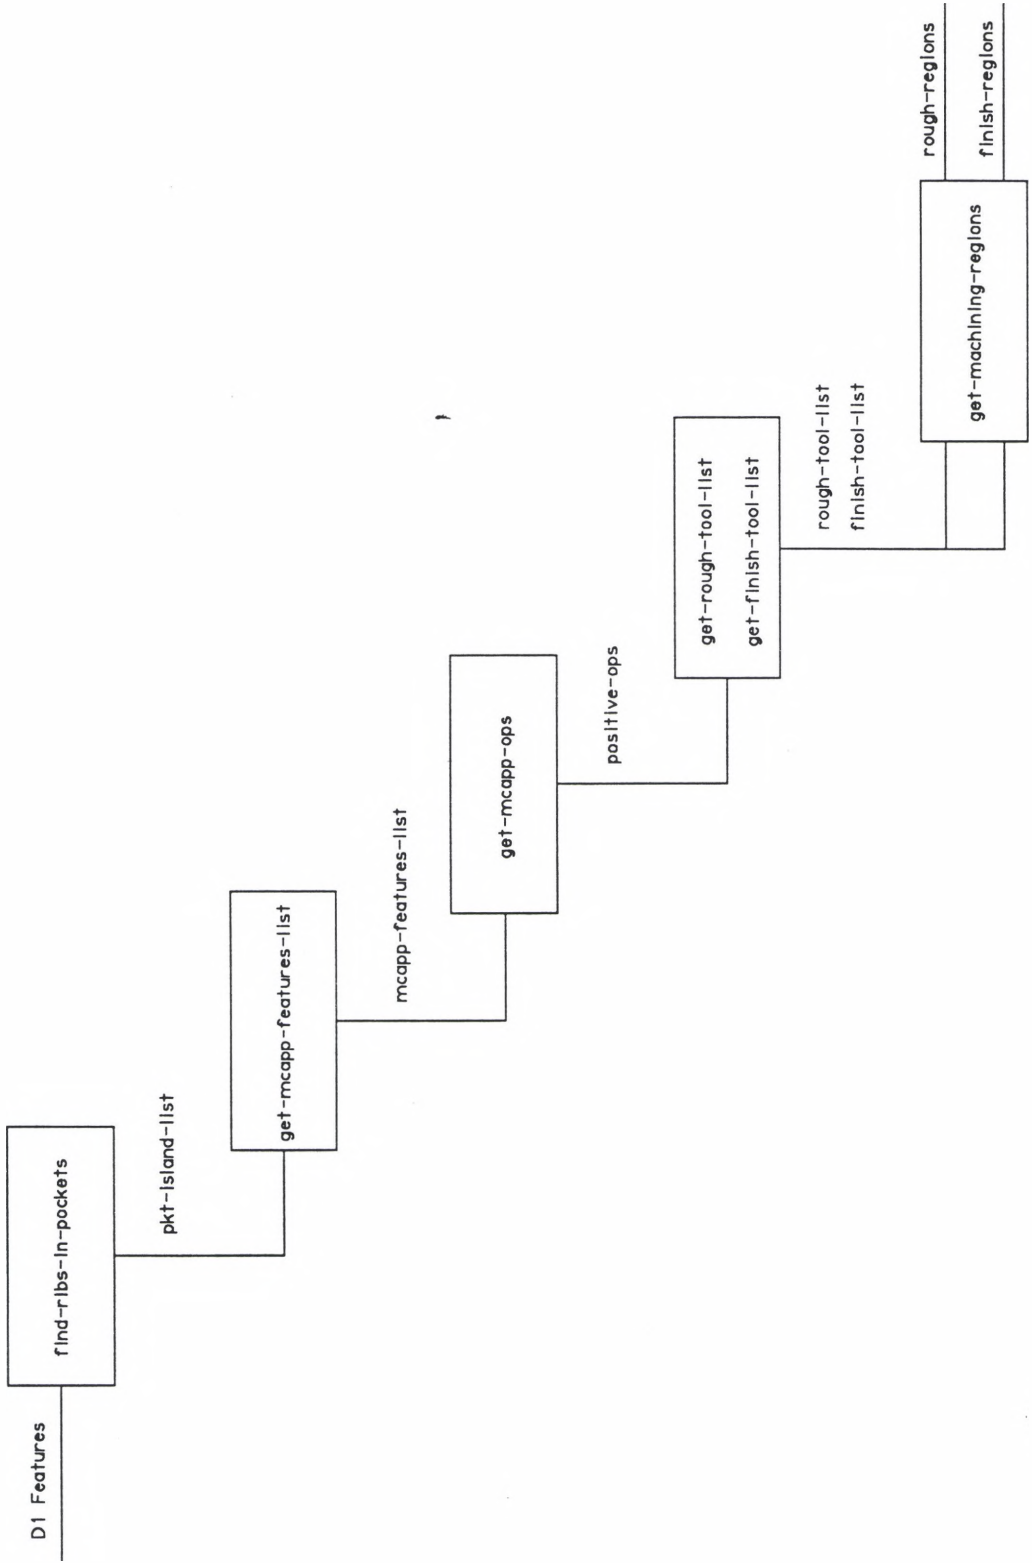 D1 Features
find-ribs-in-pockets
pkt-island-list
get-mcapp-features-list
mcapp-features-list
get-mcapp-ops
positive-ops
get-rough-tool-list
get-finish-tool-list
rough-tool-list
finish-tool-list
get-machining-regions
rough-regions
finish-regions